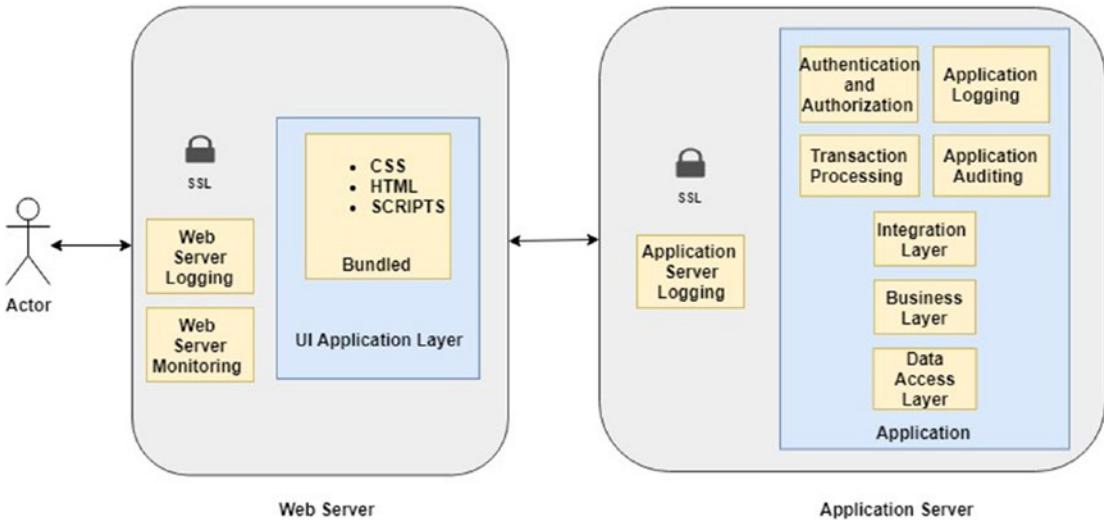 Actor
SSL
Web
Server
Logging
Web
Server
Monitoring
• CSS
• HTML
• SCRIPTS
Bundled
UI Application Layer
Web Server
SSL
Application
Server
Logging
Authentication
and
Authorization
Application
Logging
Transaction
Processing
Application
Auditing
Integration
Layer
Business
Layer
Data
Access
Layer
Application
Application Server